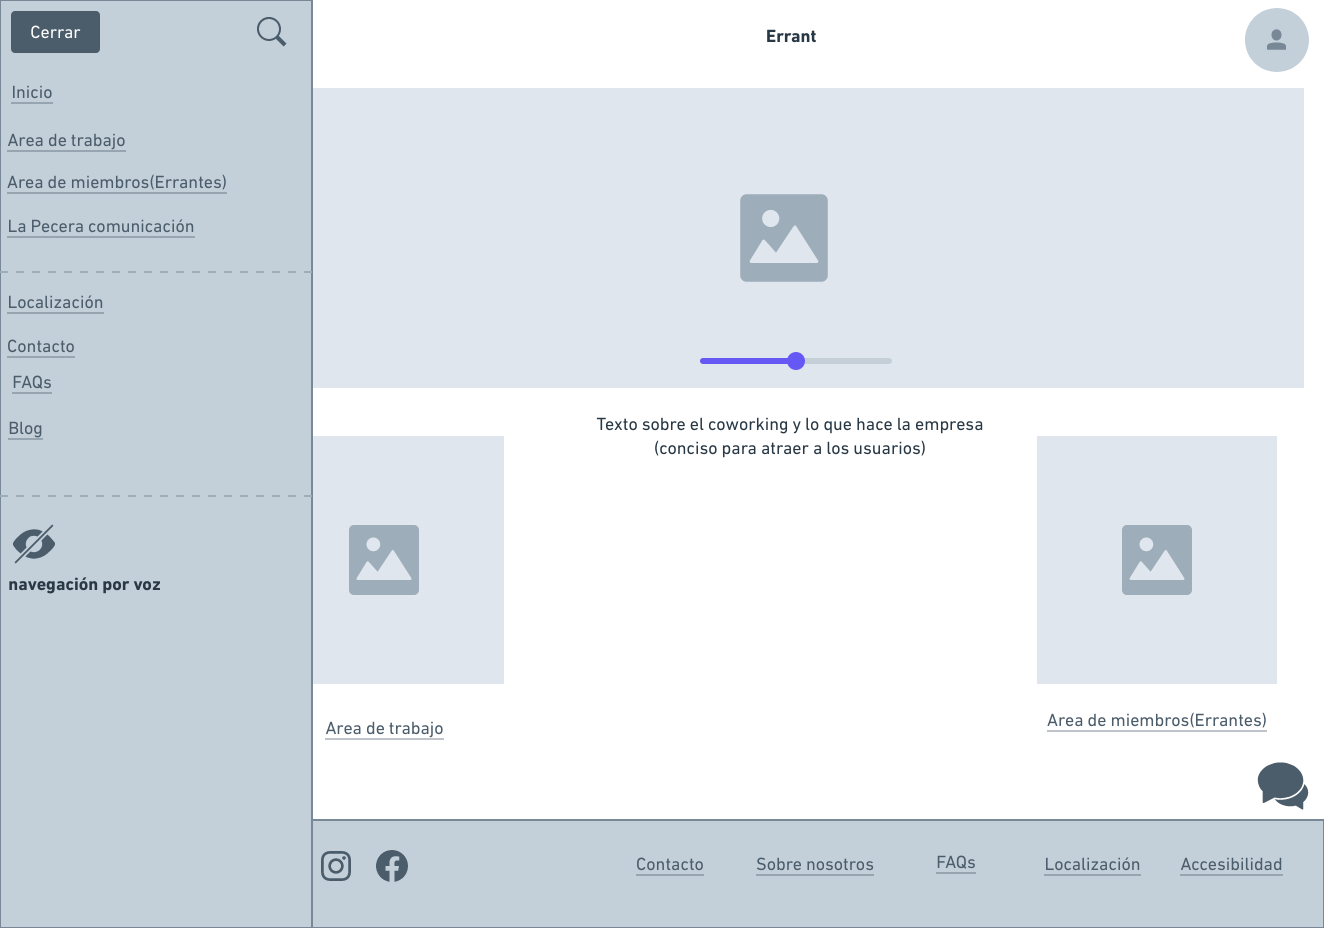 Cerrar
Errant
Inicio
Area de trabajo
Area de miembros(Errantes)
La Pecera comunicación
Localización
Contacto
FAQs
Blog
navegación por voz
Texto sobre el coworking y lo que hace la empresa
(conciso para atraer a los usuarios)
Area de trabajo
Area de miembros(Errantes)
Contacto
Sobre nosotros
FAQs
Localización
Accesibilidad